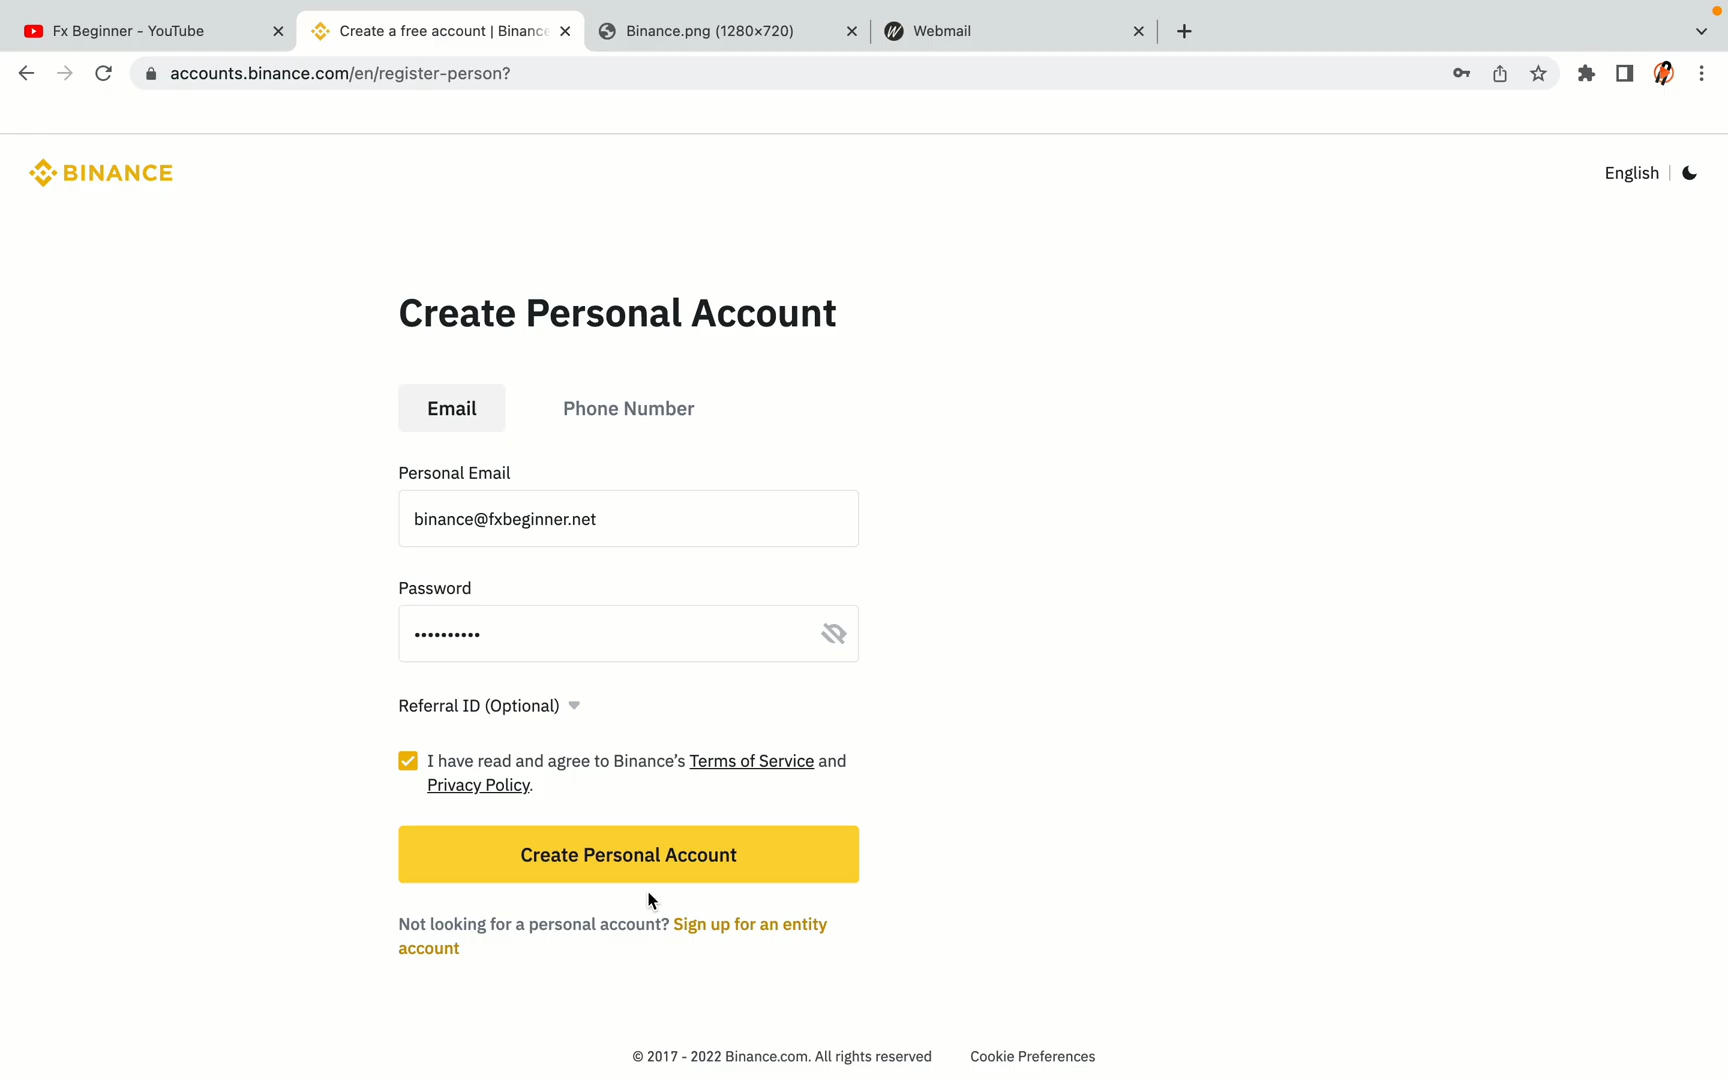 Fx Beginner - YouTube
Create a free account | Binance
Binance.png (1280×720)
Webmail
accounts.binance.com/en/register-person?
BINANCE
English
Create Personal Account
Email
Phone Number
Personal Email
binance@fxbeginner.net
Password
••••••••••
Referral ID (Optional)
I have read and agree to Binance’s Terms of Service and
Privacy Policy.
Create Personal Account
Not looking for a personal account? Sign up for an entity
account
© 2017 - 2022 Binance.com. All rights reserved
Cookie Preferences